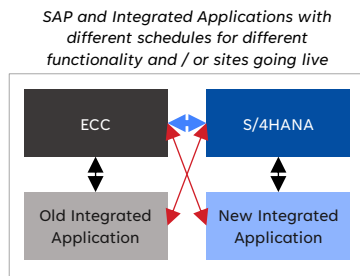 SAP and Integrated Applications with
different schedules for different
functionality and / or sites going live
ECC
S/4HANA
Old Integrated
Application
New Integrated
Application